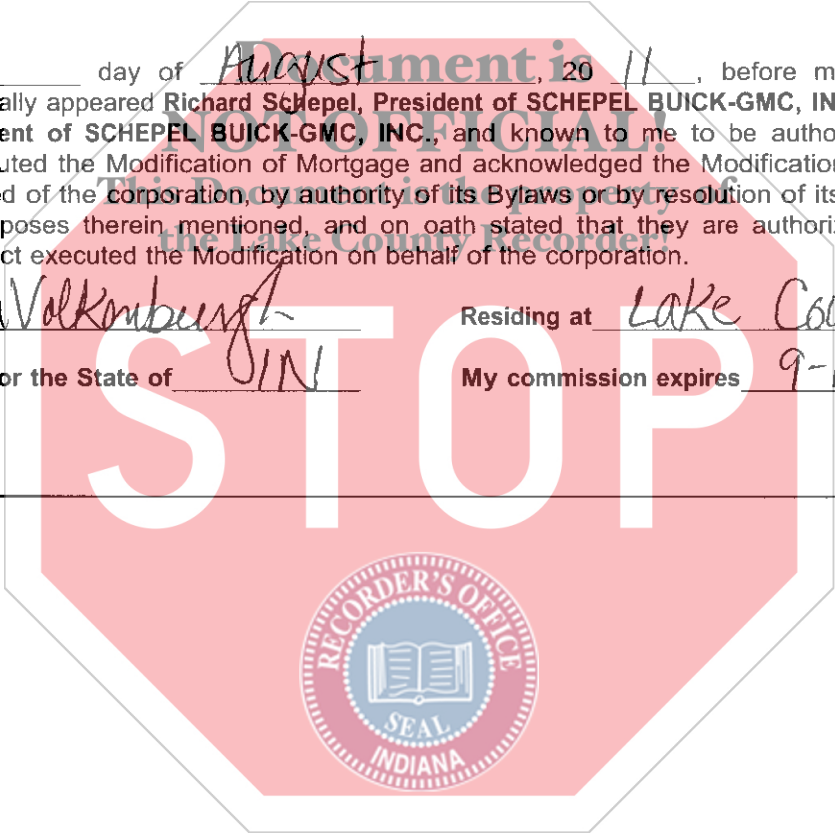 day of August, 20 11, before m
ally appeared Richard Schepel, President of SCHEPEL BUICK-GMC, IN
ent of SCHEPEL BUICK-GMC, INC., and known to me to be autho
uted the Modification of Mortgage and acknowledged the Modification
d of the corporation, by authority of its Bylaws or by resolution of its
poses therein mentioned, and on oath stated that they are authori
ct executed the Modification on behalf of the corporation.
Document is
NOT OFFICIAL!
This Document is the property of
the Lake County Recorder!
Volkenburgh Residing at Lake Cou
or the State of IN My commission expires 9-
STOP
RECORDER'S OFFICE
SEAL
INDIANA